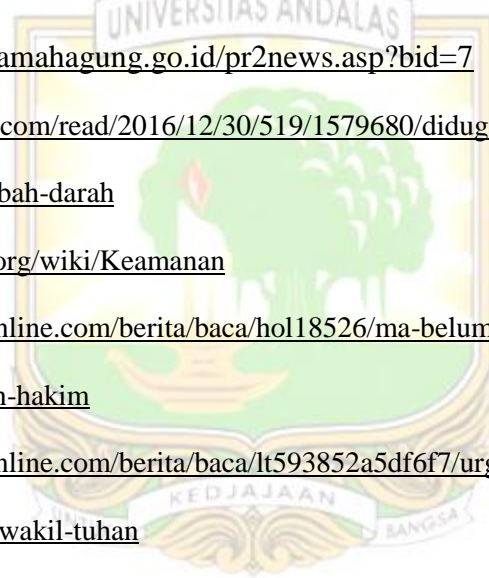 UNIVERSITAS ANDALAS
amahagung.go.id/pr2news.asp?bid=7
com/read/2016/12/30/519/1579680/didug
bah-darah
org/wiki/Keamanan
nline.com/berita/baca/hol18526/ma-belum
n-hakim
nline.com/berita/baca/lt593852a5df6f7/urg
wakil-tuhan
KEDJAJAAN
BANGSA